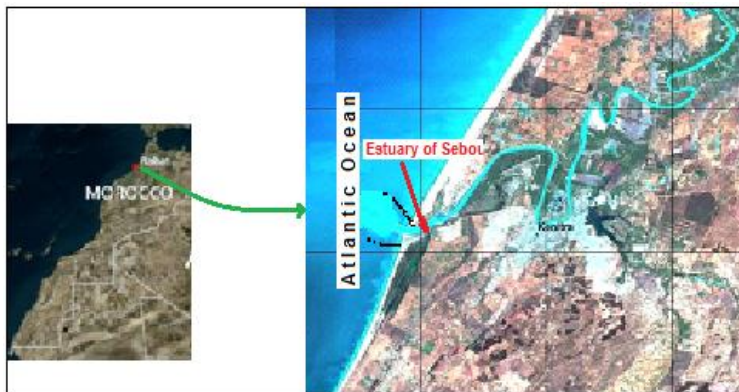 Rabat
MOROCCO
Atlantic Ocean
Estuary of Sebou
Kenitra